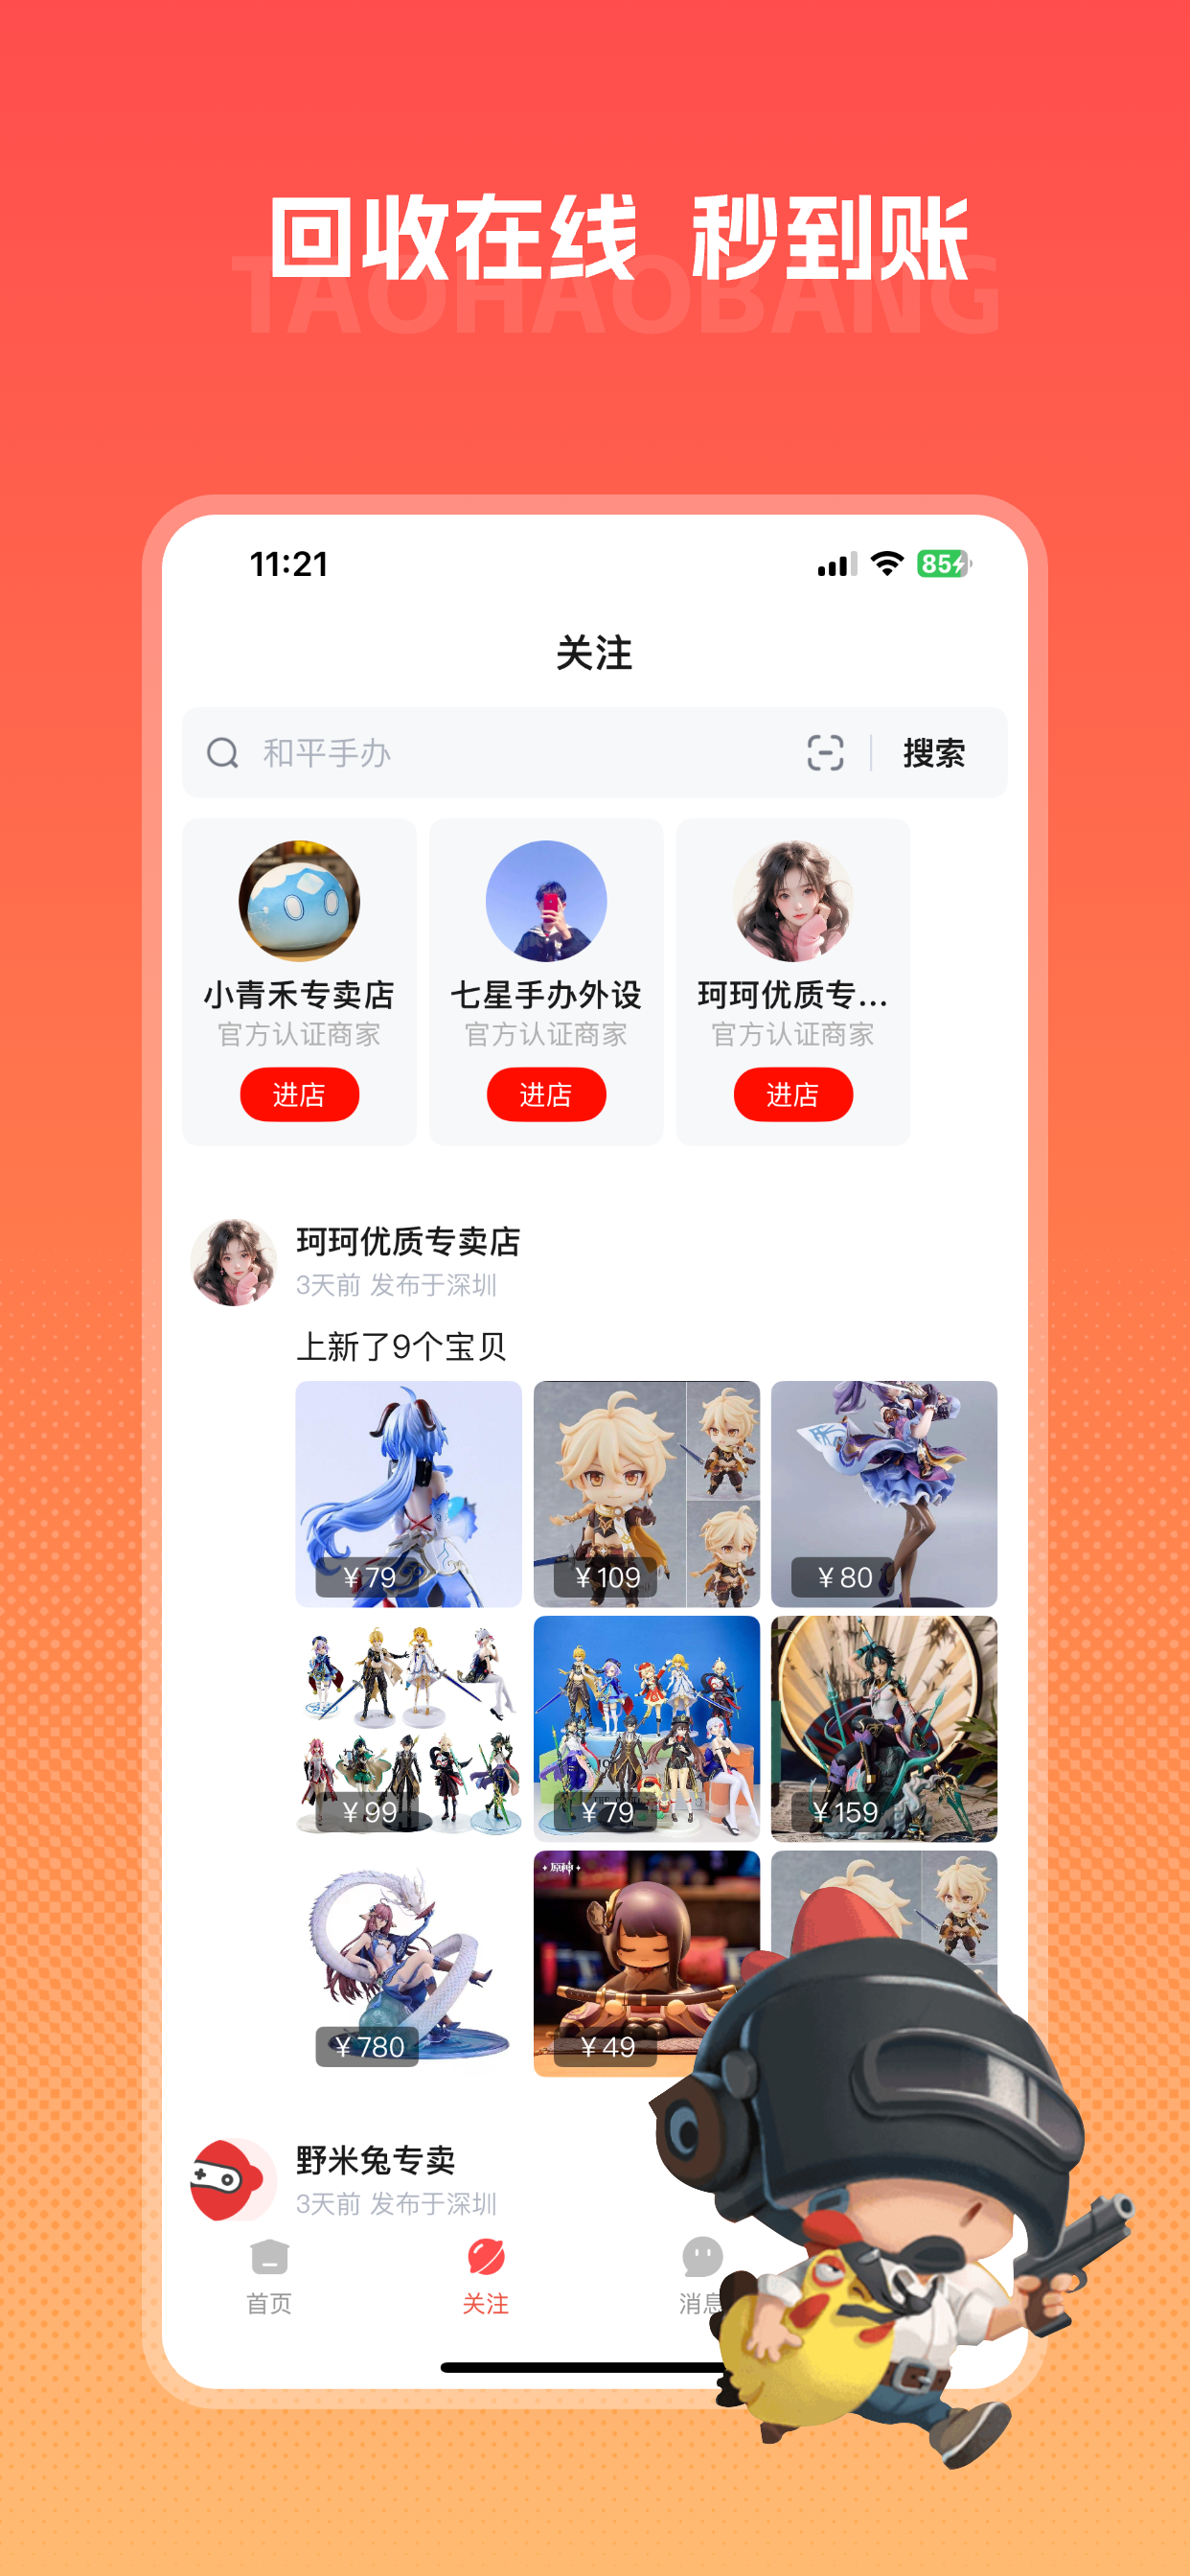 回收在线 秒到账
TAOHAOBANG
11:21
85
关注
和平手办
搜索
小青禾专卖店
七星手办外设
珂珂优质专...
官方认证商家
官方认证商家
官方认证商家
进店
进店
进店
珂珂优质专卖店
3天前 发布于深圳
上新了9个宝贝
¥79
¥109
¥80
¥99
¥79
¥159
原神
¥780
¥49
野米兔专卖
3天前 发布于深圳
首页
关注
消息